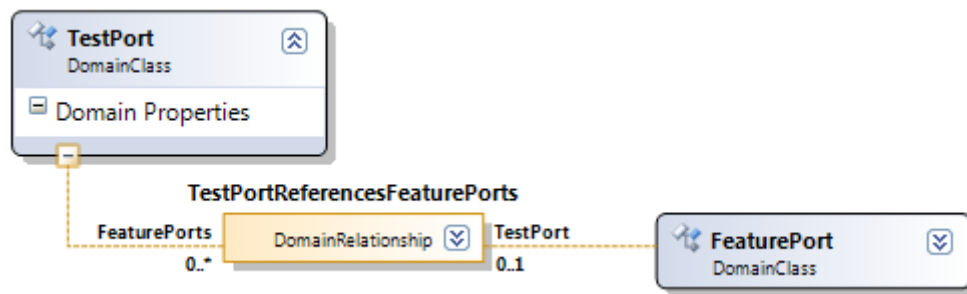 TestPort
DomainClass
Domain Properties
TestPortReferencesFeaturePorts
FeaturePorts
DomainRelationship
TestPort
0..*
0..1
FeaturePort
DomainClass